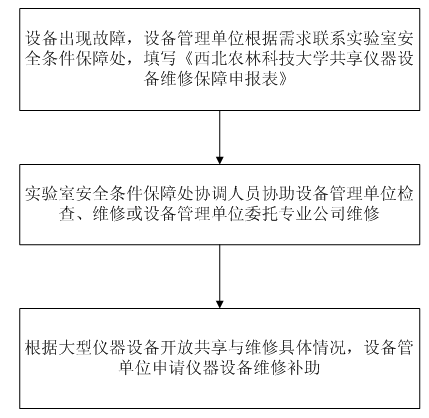 设备出现故障，设备管理单位根据需求联系实验室安
全条件保障处，填写《西北农林科技大学共享仪器设
备维修保障申报表》
实验室安全条件保障处协调人员协助设备管理单位检
查、维修或设备管理单位委托专业公司维修
根据大型仪器设备开放共享与维修具体情况，设备管
单位申请仪器设备维修补助